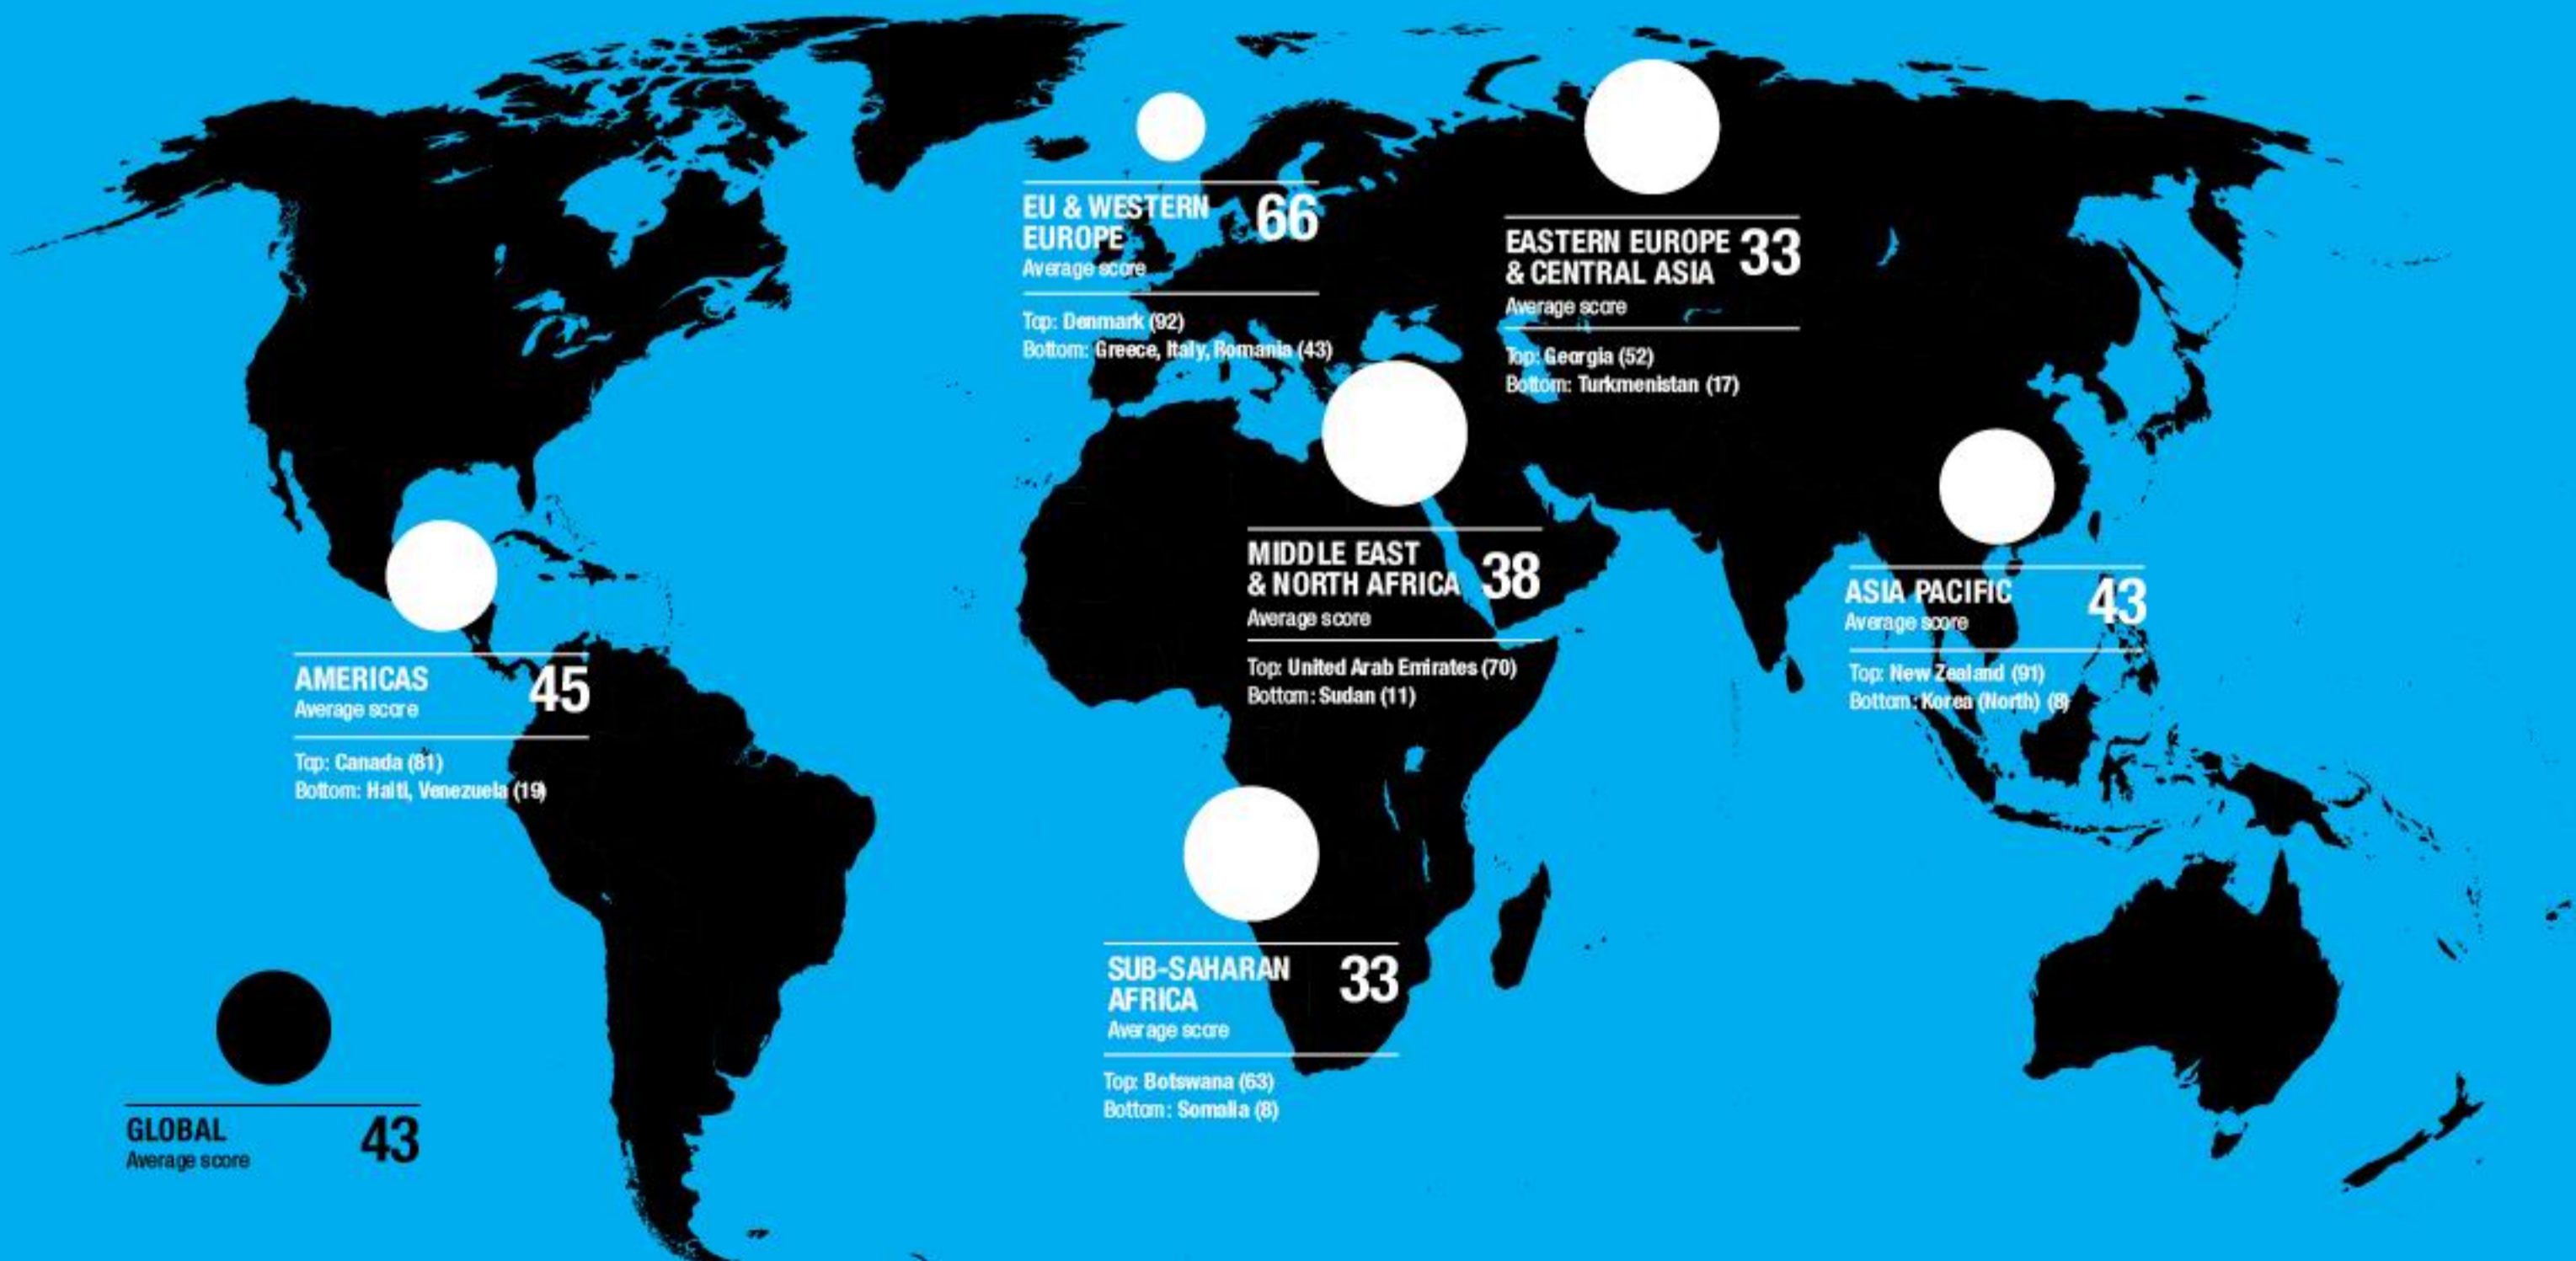 EU & WESTERN
EUROPE
66
Average score
Top: Denmark (92)
Bottom: Greece, Italy, Romania (43)
EASTERN EUROPE
& CENTRAL ASIA
33
Average score
Top: Georgia (52)
Bottom: Turkmenistan (17)
MIDDLE EAST
& NORTH AFRICA
38
Average score
Top: United Arab Emirates (70)
Bottom: Sudan (11)
ASIA PACIFIC
43
Average score
Top: New Zealand (91)
Bottom: Korea (North) (8)
AMERICAS
45
Average score
Top: Canada (81)
Bottom: Haiti, Venezuela (19)
SUB-SAHARAN
AFRICA
33
Average score
Top: Botswana (63)
Bottom: Somalia (8)
GLOBAL
43
Average score